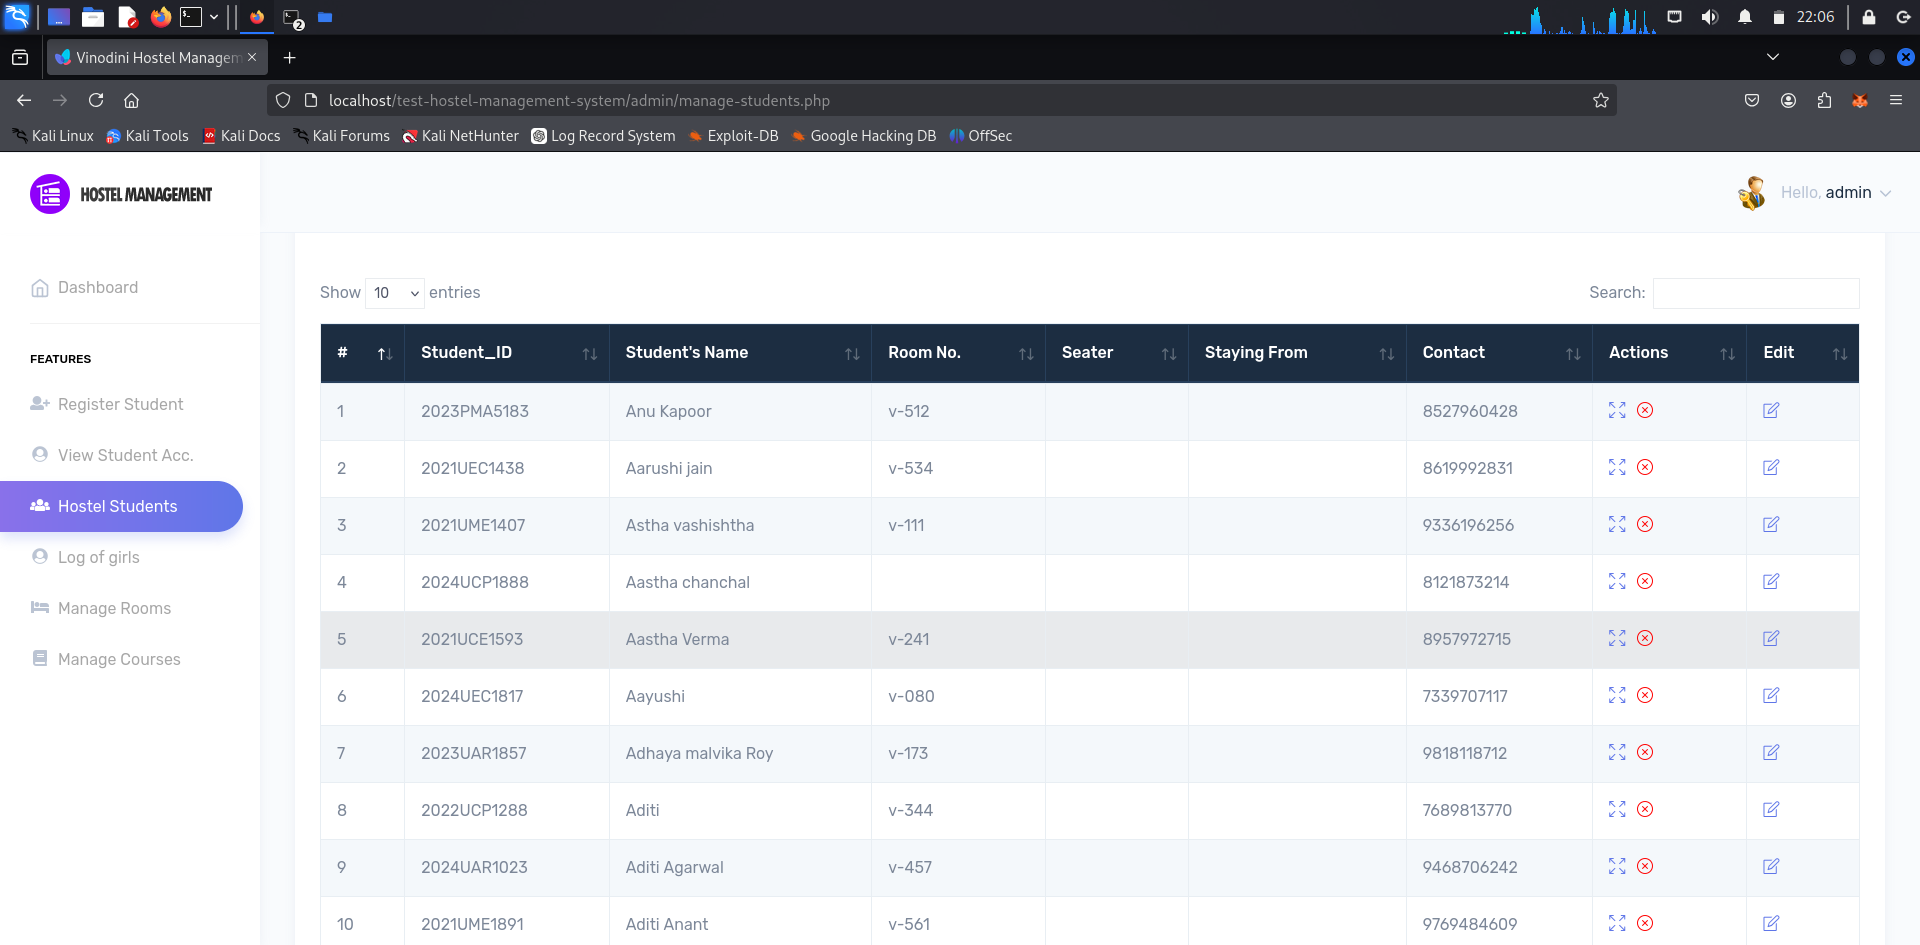 2
22:06
Vinodini Hostel Managem
localhost/test-hostel-management-system/admin/manage-students.php
Kali Linux Kali Tools Kali Docs Kali Forums Kali NetHunter Log Record System Exploit-DB Google Hacking DB OffSec
HOSTEL MANAGEMENT
Hello, admin
Dashboard
FEATURES
Register Student
View Student Acc.
Hostel Students
Log of girls
Manage Rooms
Manage Courses
Show 10 entries
Search:
# Student_ID Student's Name Room No. Seater Staying From Contact Actions Edit
1 2023PMA5183 Anu Kapoor v-512 8527960428
2 2021UEC1438 Aarushi jain v-534 8619992831
3 2021UME1407 Astha vashishtha v-111 9336196256
4 2024UCP1888 Aastha chanchal 8121873214
5 2021UCE1593 Aastha Verma v-241 8957972715
6 2024UEC1817 Aayushi v-080 7339707117
7 2023UAR1857 Adhaya malvika Roy v-173 9818118712
8 2022UCP1288 Aditi v-344 7689813770
9 2024UAR1023 Aditi Agarwal v-457 9468706242
10 2021UME1891 Aditi Anant v-561 9769484609